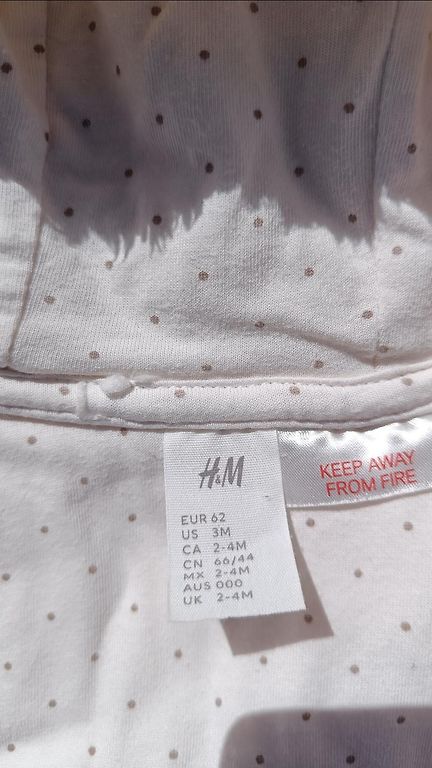 H&M
EUR 62
US 3M
CA 2-4M
CN 66/44
MX 2-4M
AUS 000
UK 2-4M
KEEP AWAY
FROM FIRE